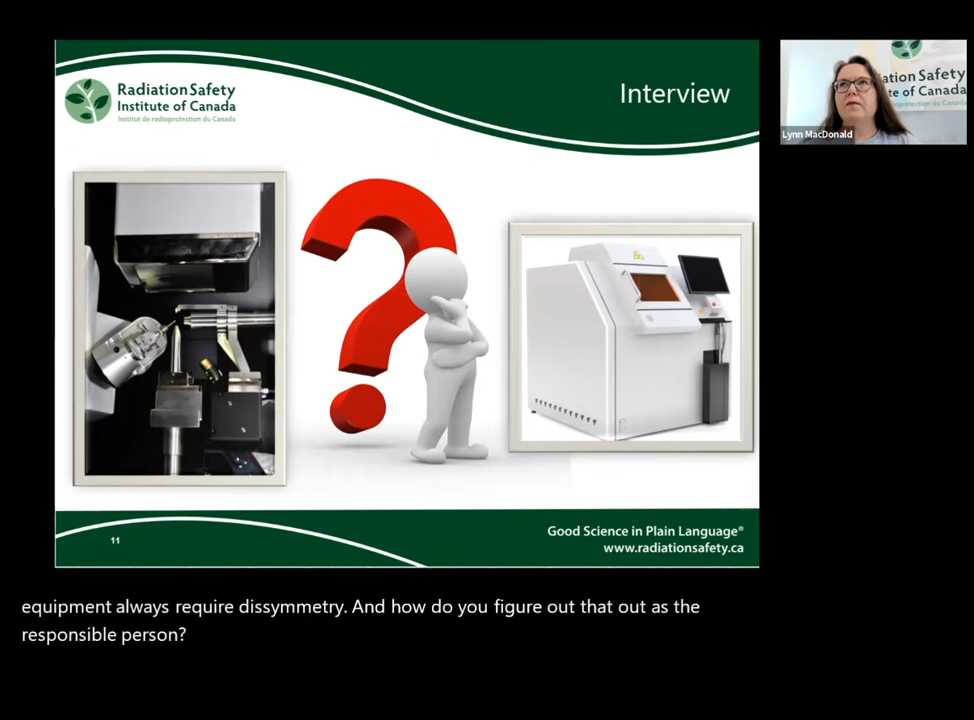 Radiation Safety
Institute of Canada
Institut de radioprotection du Canada
Interview
ation Safety
te of Canada
Lynn MacDonald
11
Good Science in Plain Language®
www.radiationsafety.ca
equipment always require dissymmetry. And how do you figure out that out as the
responsible person?